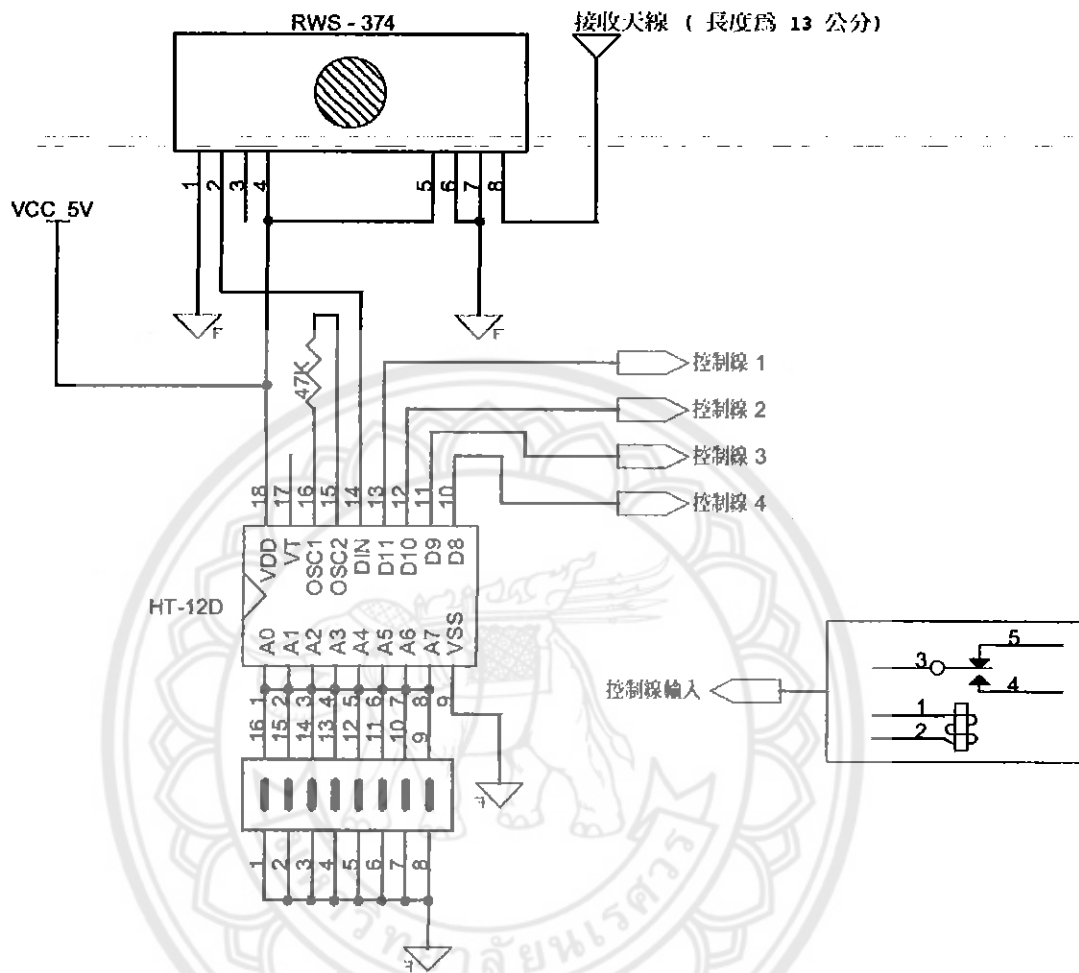 RWS - 374
接收天線 ( 長度為 13 公分)
1 2 3 4 5 6 7 8
VCC 5V
47K
控制線 1
控制線 2
控制線 3
控制線 4
18 17 16 15 14 13 12 11 10
VDD VT OSC1 OSC2 DIN D11 D10 D9 D8
HT-12D
A0 A1 A2 A3 A4 A5 A6 A7 VSS
1 2 3 4 5 6 7 8 9
16 15 14 13 12 11 10 9
控制線輸入
5
3
4
1
2
1 2 3 4 5 6 7 8